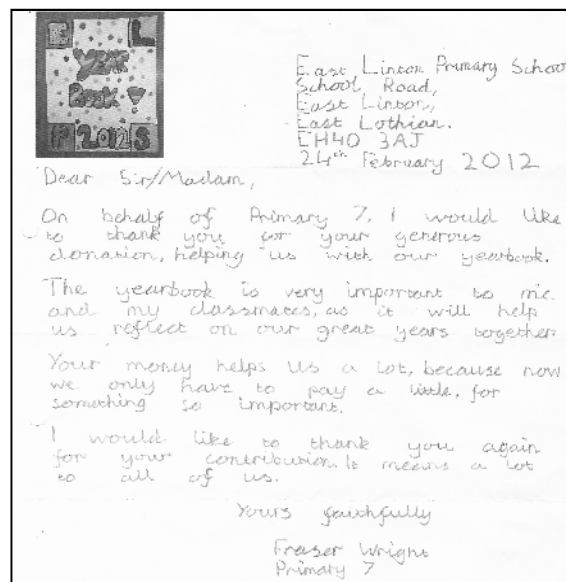 E L
YEAR
BOOK!
P 2012 S
East Linton Primary School
School Road,
East Linton,
East Lothian.
EH40 3AJ
24th February 2012
Dear Sir/Madam,
On behalf of Primary 7, I would like
to thank you for your generous
donation, helping us with our yearbook.
The yearbook is very important to me
and my classmates, as it will help
us reflect on our great years together.
Your money helps us a lot, because now
we only have to pay a little, for
something so important.
I would like to thank you again
for your contribution. It means a lot
to all of us.
Yours faithfully
Fraser Wright
Primary 7